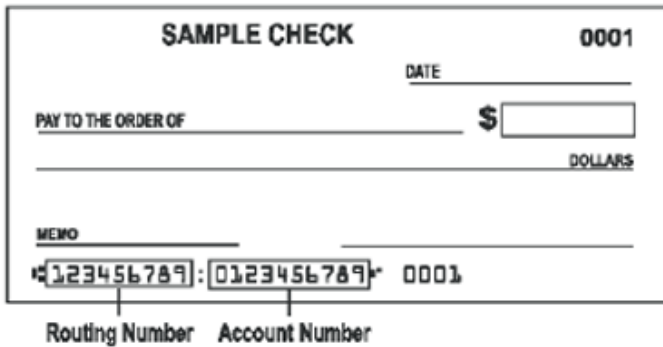 SAMPLE CHECK 0001
DATE
PAY TO THE ORDER OF $
DOLLARS
MEMO
⑆123456789⑆ 0123456789⑈ 0001
Routing Number Account Number